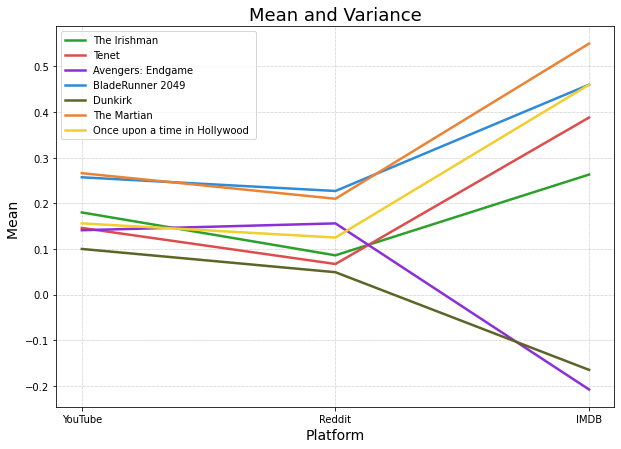 Mean and Variance
The Irishman
Tenet
Avengers: Endgame
BladeRunner 2049
Dunkirk
The Martian
Once upon a time in Hollywood
Mean
0.5
0.4
0.3
0.2
0.1
0.0
−0.1
−0.2
YouTube
Reddit
IMDB
Platform